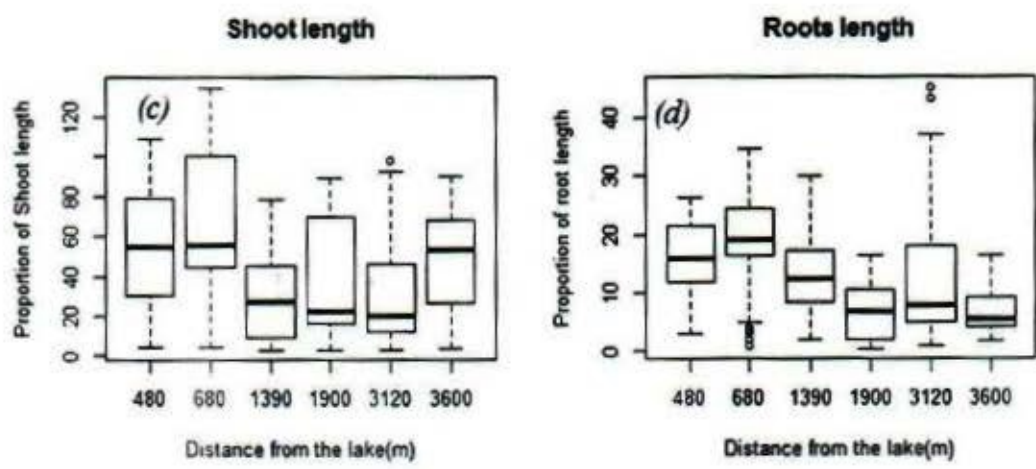 Shoot length
Proportion of Shoot length
(c)
120
80
60
40
20
0
480 680 1390 1900 3120 3600
Distance from the lake(m)
Roots length
Proportion of root length
(d)
40
30
20
10
0
480 680 1390 1900 3120 3600
Distance from the lake(m)